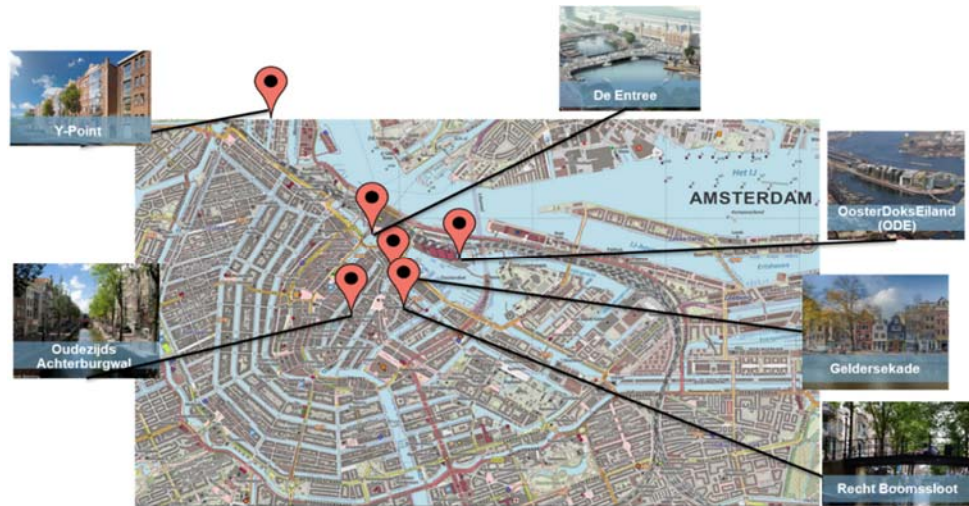 De Entree
Y-Point
Het IJ
AMSTERDAM
OosterDoksEiland
(ODE)
Oudezijds
Achterburgwal
Geldersekade
Recht Boomssloot